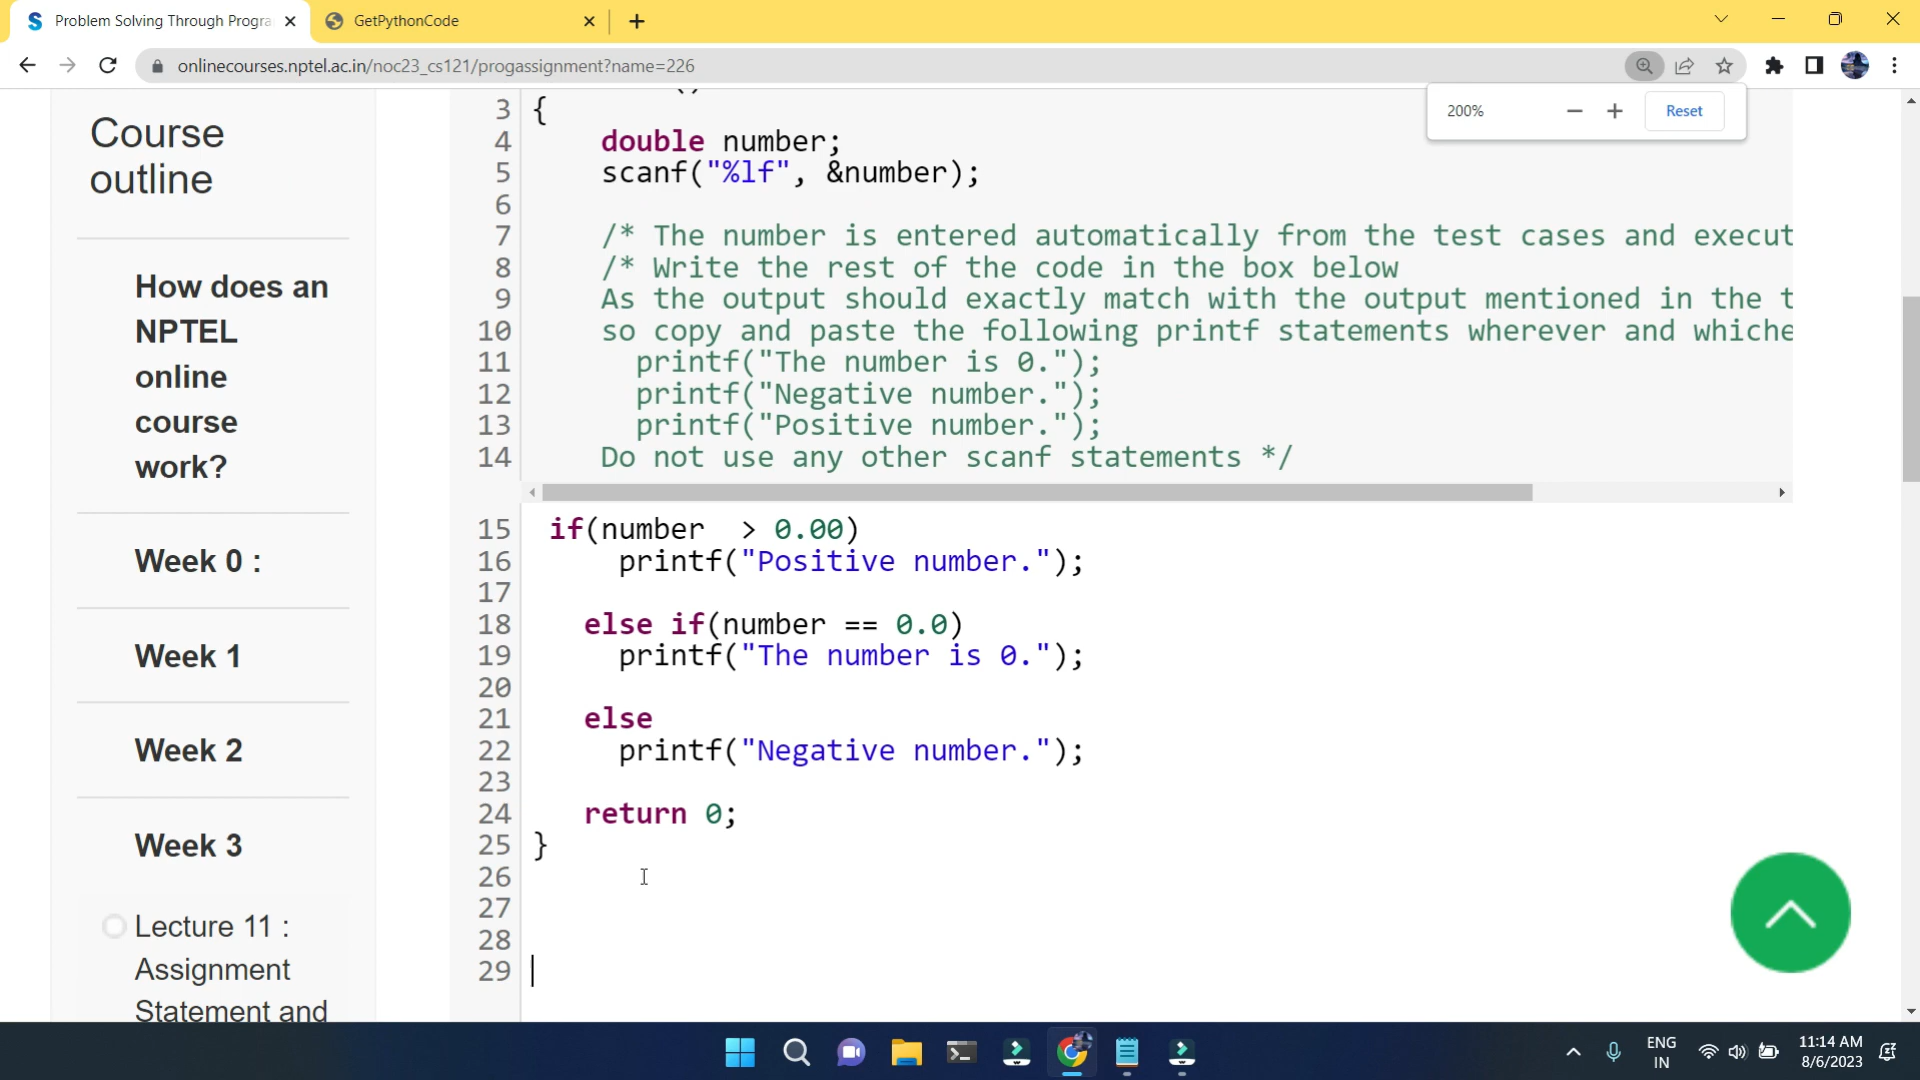 Problem Solving Through Progra
GetPythonCode
onlinecourses.nptel.ac.in/noc23_cs121/progassignment?name=226
200%
Reset
Course
outline
How does an
NPTEL
online
course
work?
Week 0 :
Week 1
Week 2
Week 3
Lecture 11 :
Assignment
Statement and
3 {
4 double number;
5 scanf("%lf", &number);
6
7 /* The number is entered automatically from the test cases and execut
8 /* Write the rest of the code in the box below
9 As the output should exactly match with the output mentioned in the t
10 so copy and paste the following printf statements wherever and whiche
11 printf("The number is 0.");
12 printf("Negative number.");
13 printf("Positive number.");
14 Do not use any other scanf statements */
15 if(number  > 0.00)
16 printf("Positive number.");
17
18 else if(number == 0.0)
19 printf("The number is 0.");
20
21 else
22 printf("Negative number.");
23
24 return 0;
25 }
26
27
28
29
ENG
IN
11:14 AM
8/6/2023